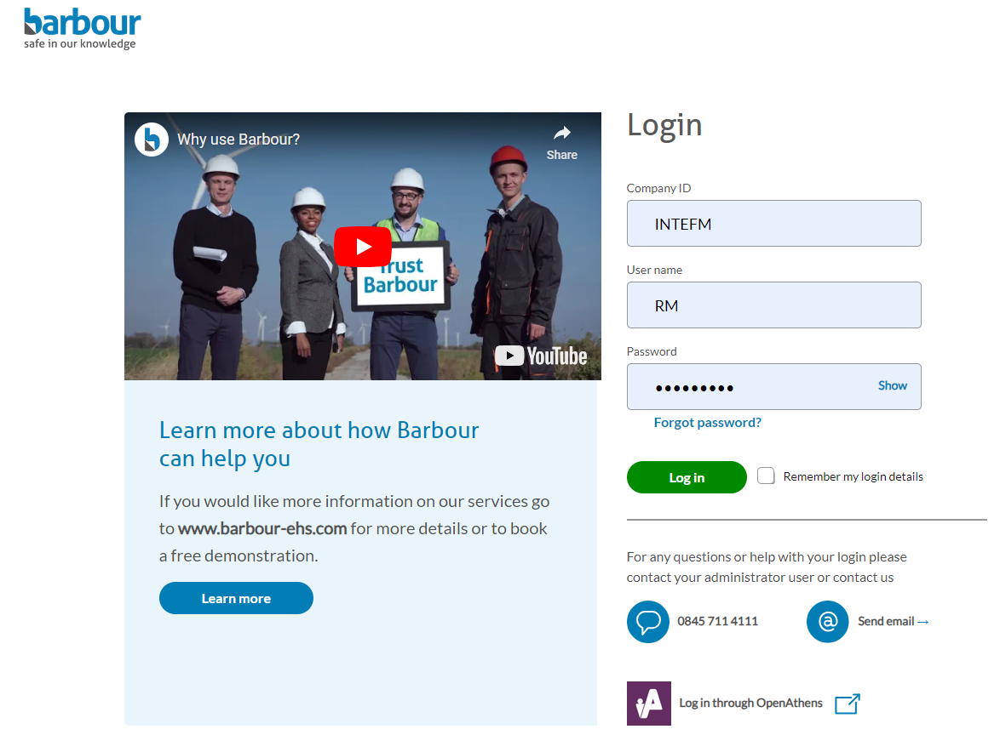 barbour
safe in our knowledge
Why use Barbour?
Share
Trust
Barbour
YouTube
Learn more about how Barbour
can help you
If you would like more information on our services go
to www.barbour-ehs.com for more details or to book
a free demonstration.
Learn more
Login
Company ID
INTEFM
User name
RM
Password
•••••••••
Show
Forgot password?
Log in
Remember my login details
For any questions or help with your login please
contact your administrator user or contact us
0845 711 4111
@
Send email →
Log in through OpenAthens